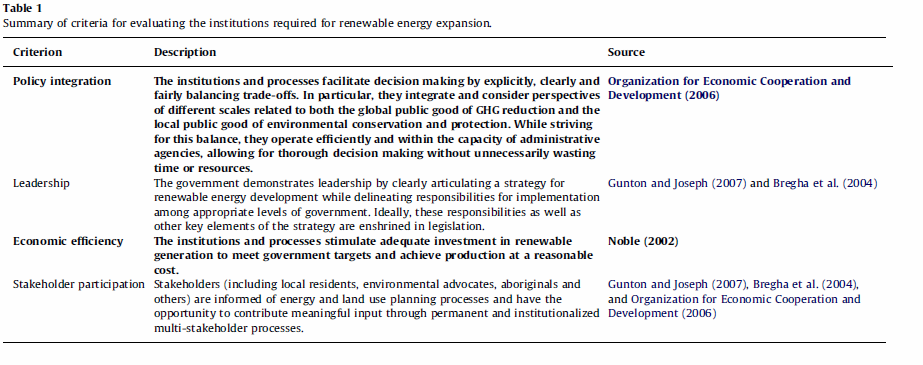 Table 1
Summary of criteria for evaluating the institutions required for renewable energy expansion.
Criterion Description Source
Policy integration The institutions and processes facilitate decision making by explicitly, clearly and Organization for Economic Cooperation and
fairly balancing trade-offs. In particular, they integrate and consider perspectives Development (2006)
of different scales related to both the global public good of GHG reduction and the
local public good of environmental conservation and protection. While striving
for this balance, they operate efficiently and within the capacity of administrative
agencies, allowing for thorough decision making without unnecessarily wasting
time or resources.
Leadership The government demonstrates leadership by clearly articulating a strategy for Gunton and Joseph (2007) and Bregha et al. (2004)
renewable energy development while delineating responsibilities for implementation
among appropriate levels of government. Ideally, these responsibilities as well as
other key elements of the strategy are enshrined in legislation.
Economic efficiency The institutions and processes stimulate adequate investment in renewable Noble (2002)
generation to meet government targets and achieve production at a reasonable
cost.
Stakeholder participation Stakeholders (including local residents, environmental advocates, aboriginals and Gunton and Joseph (2007), Bregha et al. (2004),
others) are informed of energy and land use planning processes and have the and Organization for Economic Cooperation and
opportunity to contribute meaningful input through permanent and institutionalized Development (2006)
multi-stakeholder processes.